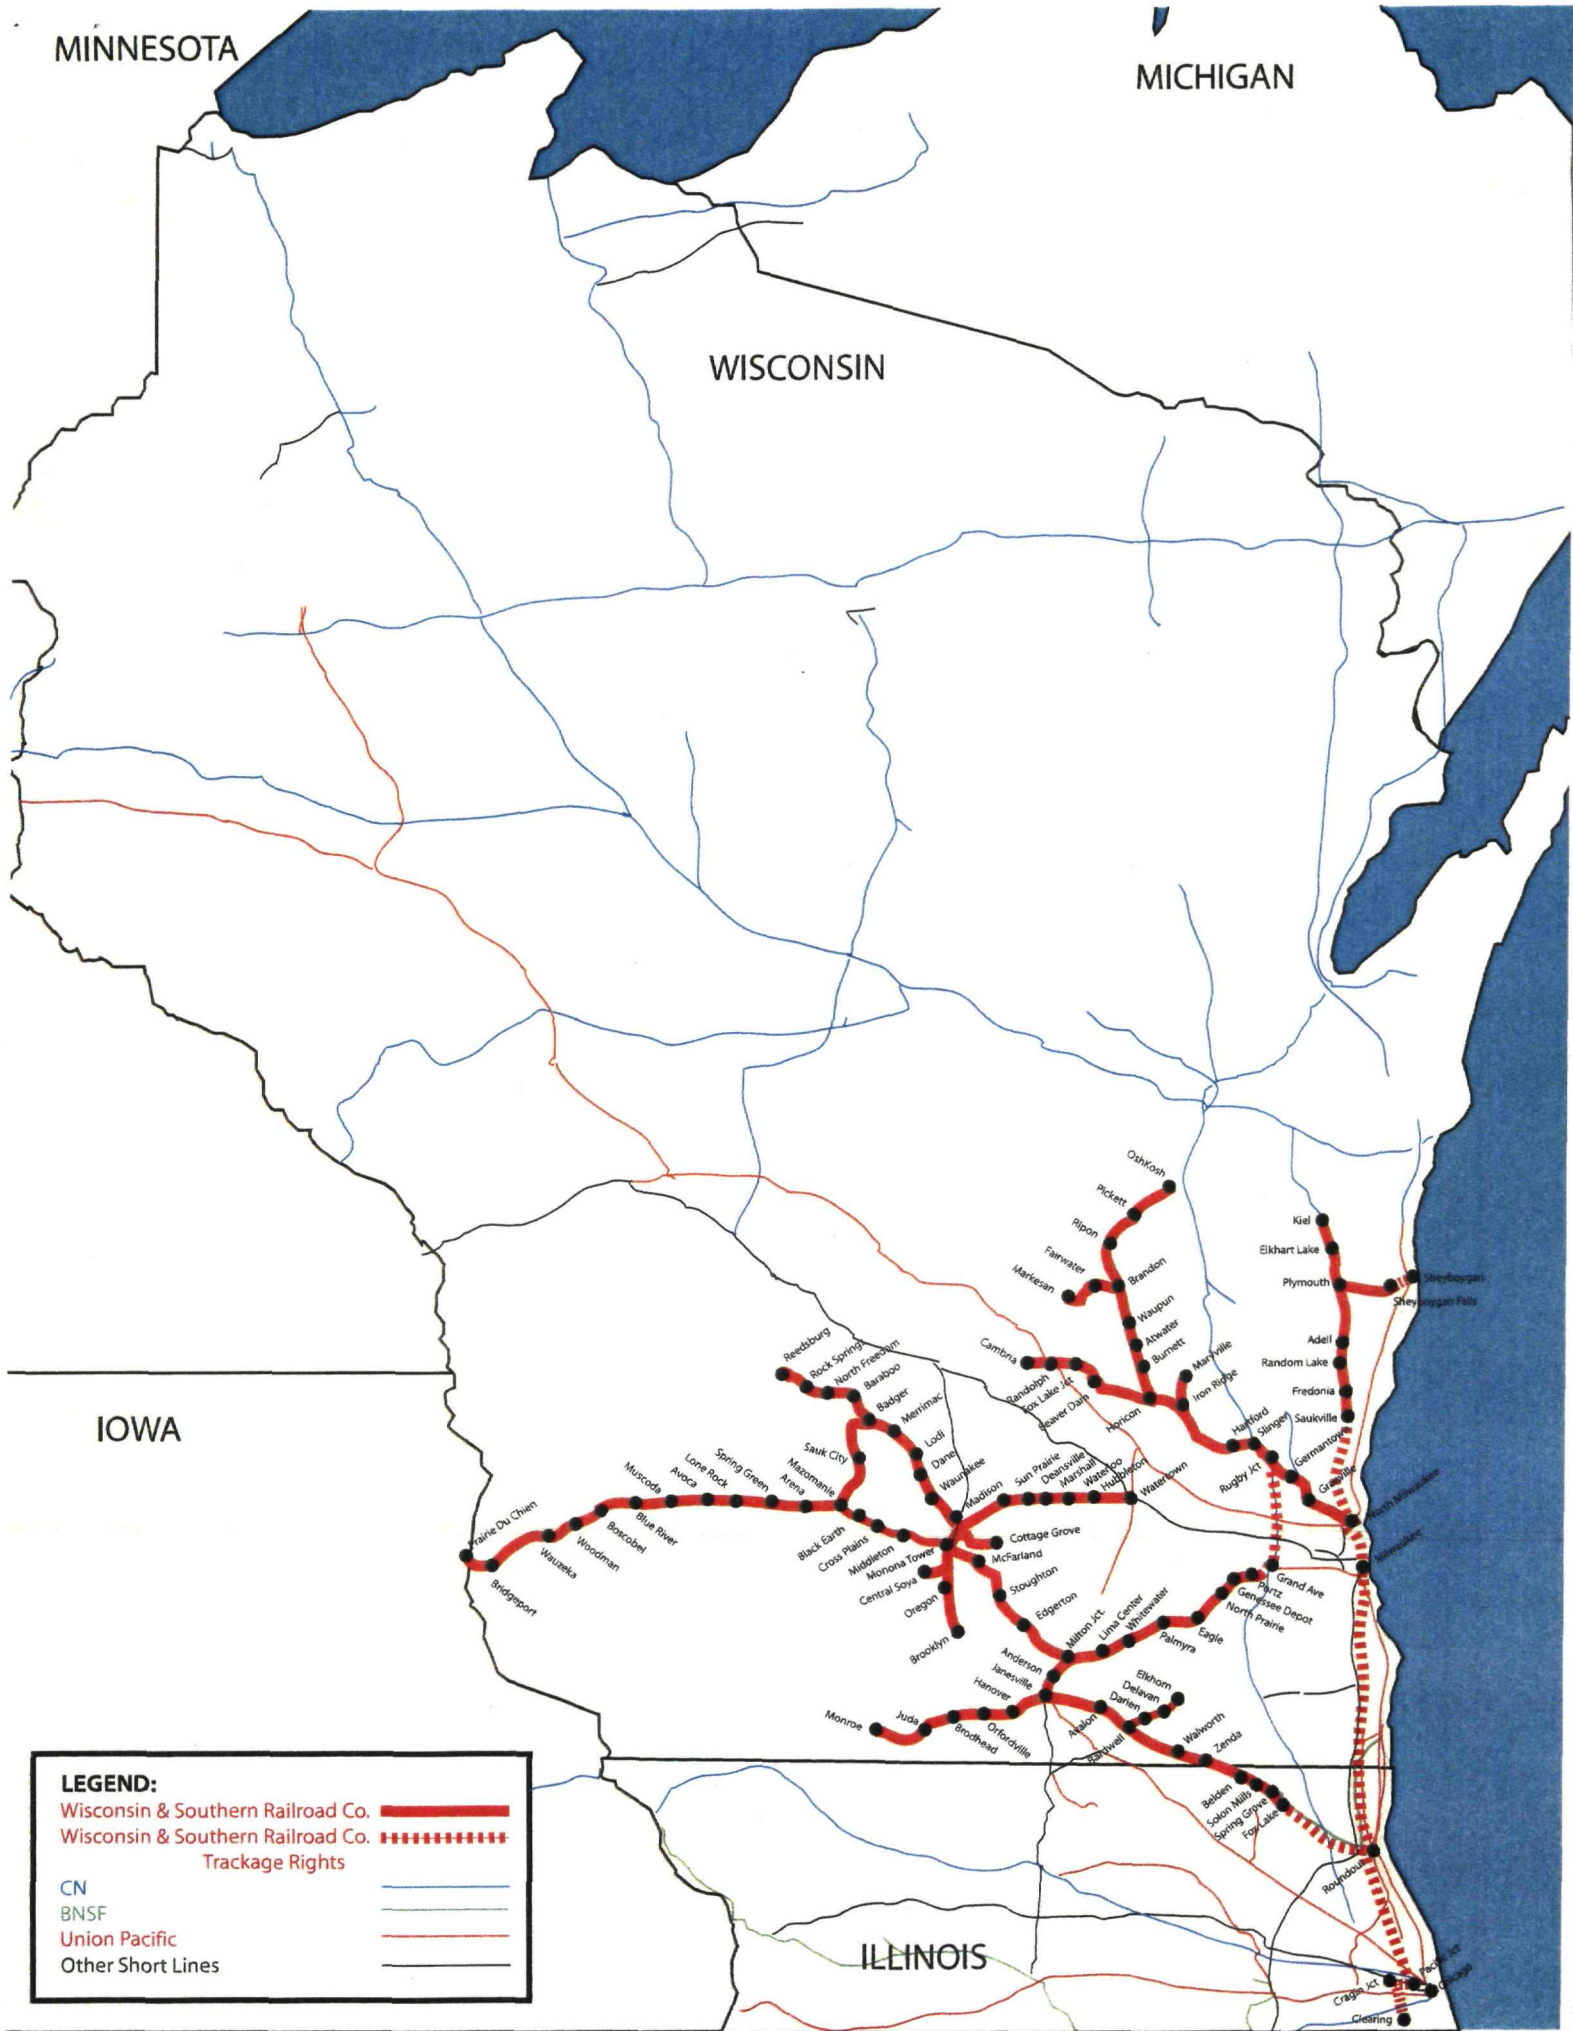 MINNESOTA
MICHIGAN
WISCONSIN
OshKosh
Pickett
Ripon
Fairwater
Markesan
Brandon
Waupun
Atwater
Burnett
Kiel
Elkhart Lake
Plymouth
Sheyboygan
Sheyboygan Falls
Adell
Random Lake
Fredonia
Saukville
Germantown
Granville
North Milwaukee
Milwaukee
Cambria
Randolph
Fox Lake Jct
Beaver Dam
Horicon
Maryville
Iron Ridge
Hartford
Slinger
Rugby Jct
Reedsburg
Rock Springs
North Freedom
Baraboo
Badger
Merrimac
Lodi
Dane
Waunakee
Madison
Sauk City
Mazomanie
Arena
Spring Green
Lone Rock
Avoca
Muscoda
Blue River
Boscobel
Woodman
Wauzeka
Prairie Du Chien
Bridgeport
Sun Prairie
Deansville
Marshall
Waterloo
Hubbleton
Watertown
Black Earth
Cross Plains
Middleton
Monona Tower
Central Soya
Oregon
Brooklyn
Cottage Grove
McFarland
Stoughton
Edgerton
Milton Jct.
Lima Center
Whitewater
Palmyra
Eagle
North Prairie
Genessee Depot
Portz
Grand Ave
Anderson
Janesville
Hanover
Orfordville
Brodhead
Juda
Monroe
Avalon
Bardwell
Darien
Delavan
Elkhorn
Walworth
Zenda
Belden
Solon Mills
Spring Grove
Fox Lake
Roundout
Cragin Jct
Pacific Jct
Chicago
Clearing
IOWA
ILLINOIS
LEGEND:
Wisconsin & Southern Railroad Co.
Wisconsin & Southern Railroad Co.
Trackage Rights
CN
BNSF
Union Pacific
Other Short Lines